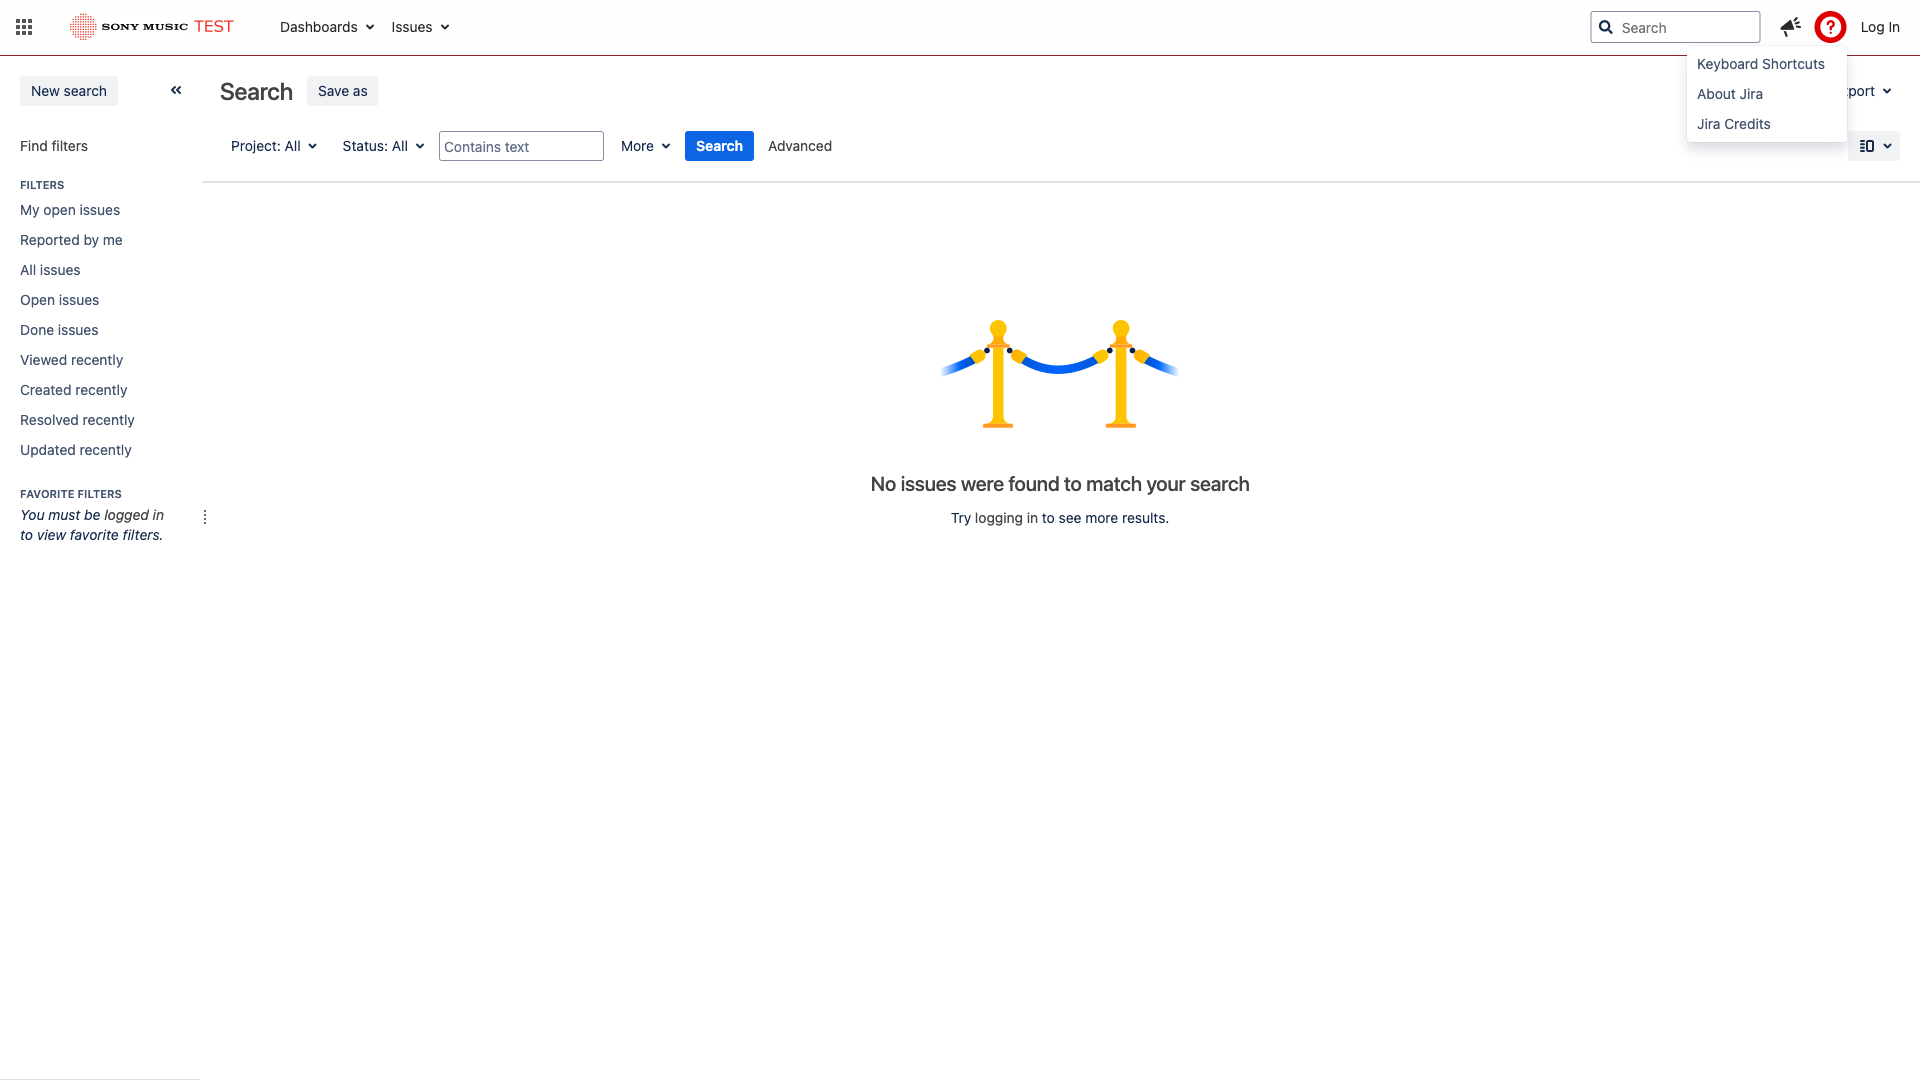 SONY MUSIC TEST
Dashboards
Issues
Search
Log In
Keyboard Shortcuts
About Jira
Jira Credits
New search
Search
Save as
port
Find filters
Project: All
Status: All
Contains text
More
Search
Advanced
FILTERS
My open issues
Reported by me
All issues
Open issues
Done issues
Viewed recently
Created recently
Resolved recently
Updated recently
FAVORITE FILTERS
You must be logged in
to view favorite filters.
No issues were found to match your search
Try logging in to see more results.